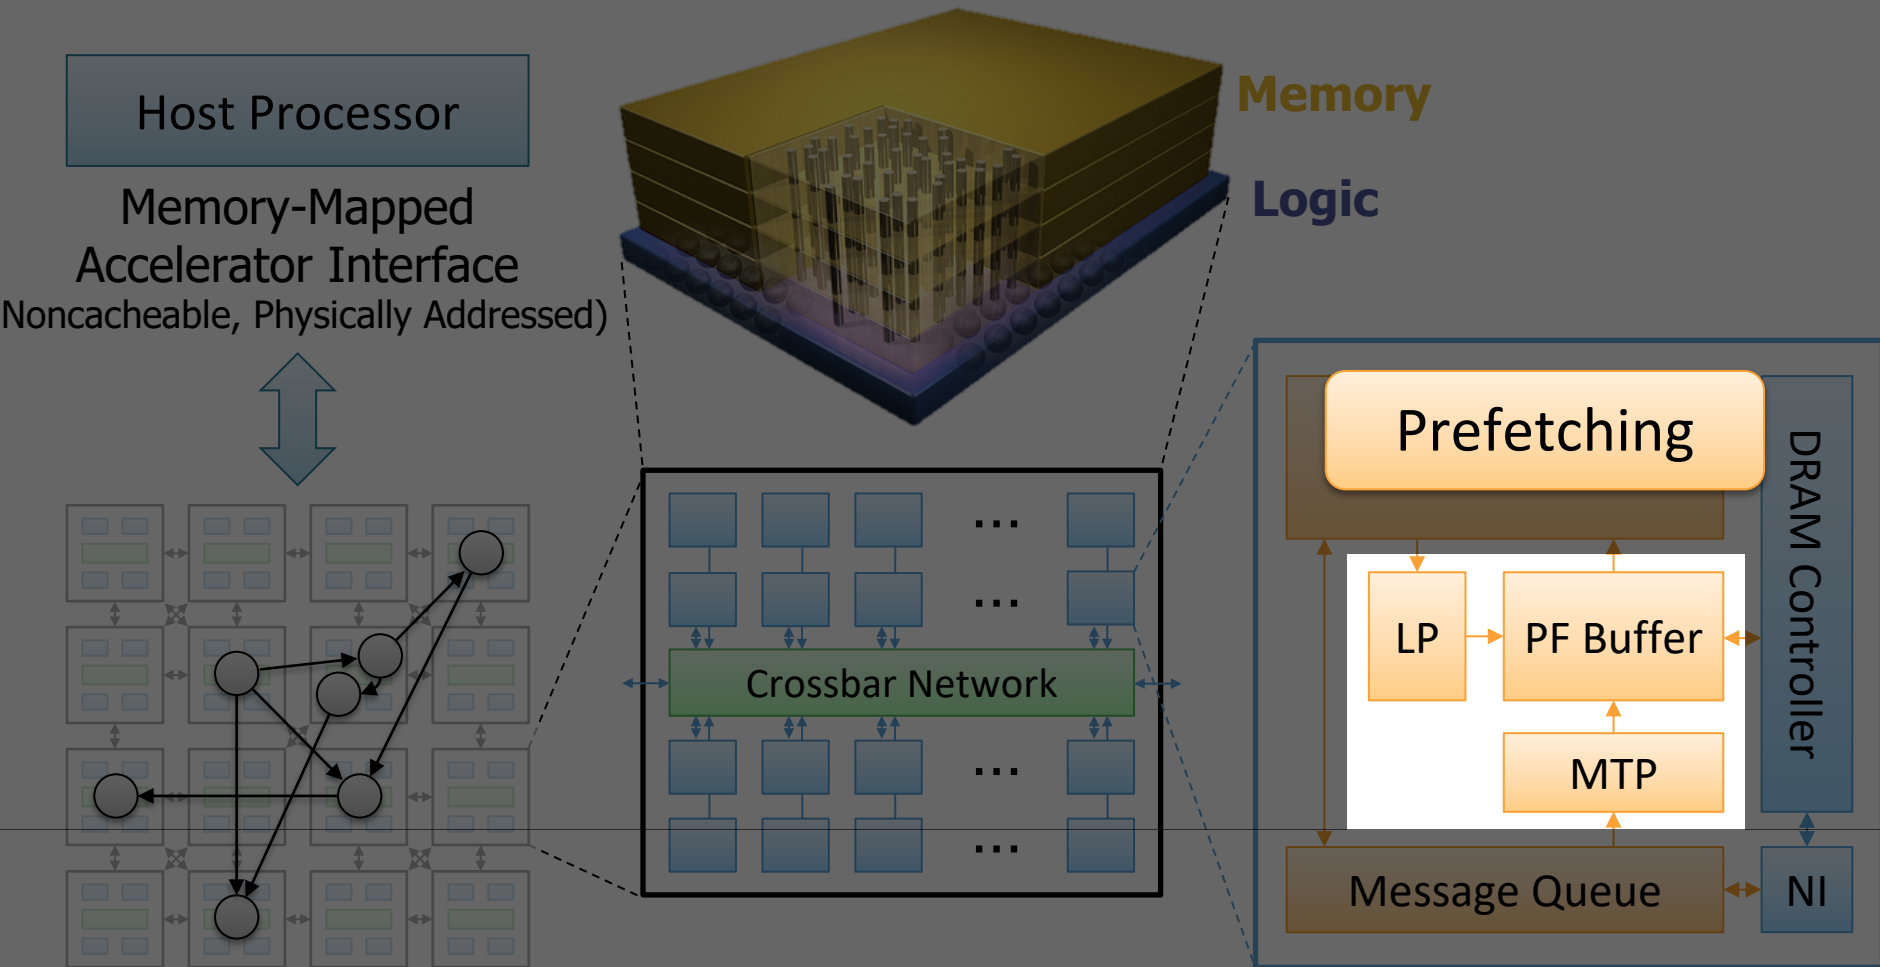 Host Processor
Memory-Mapped
Accelerator Interface
Noncacheable, Physically Addressed)
Memory
Logic
...
...
Crossbar Network
...
...
Prefetching
LP
PF Buffer
MTP
Message Queue
DRAM Controller
NI